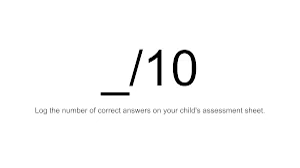 _/10
Log the number of correct answers on your child's assessment sheet.